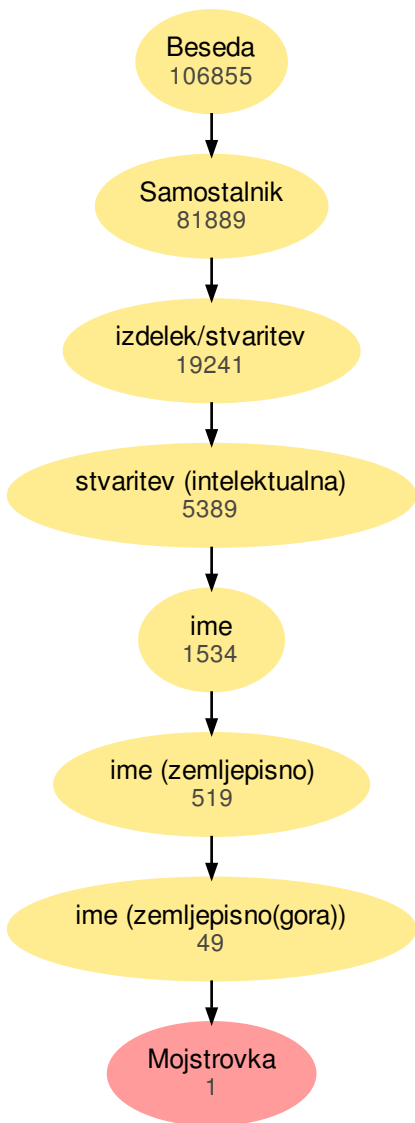 Beseda
106855
Samostalnik
81889
izdelek/stvaritev
19241
stvaritev (intelektualna)
5389
ime
1534
ime (zemljepisno)
519
ime (zemljepisno(gora))
49
Mojstrovka
1